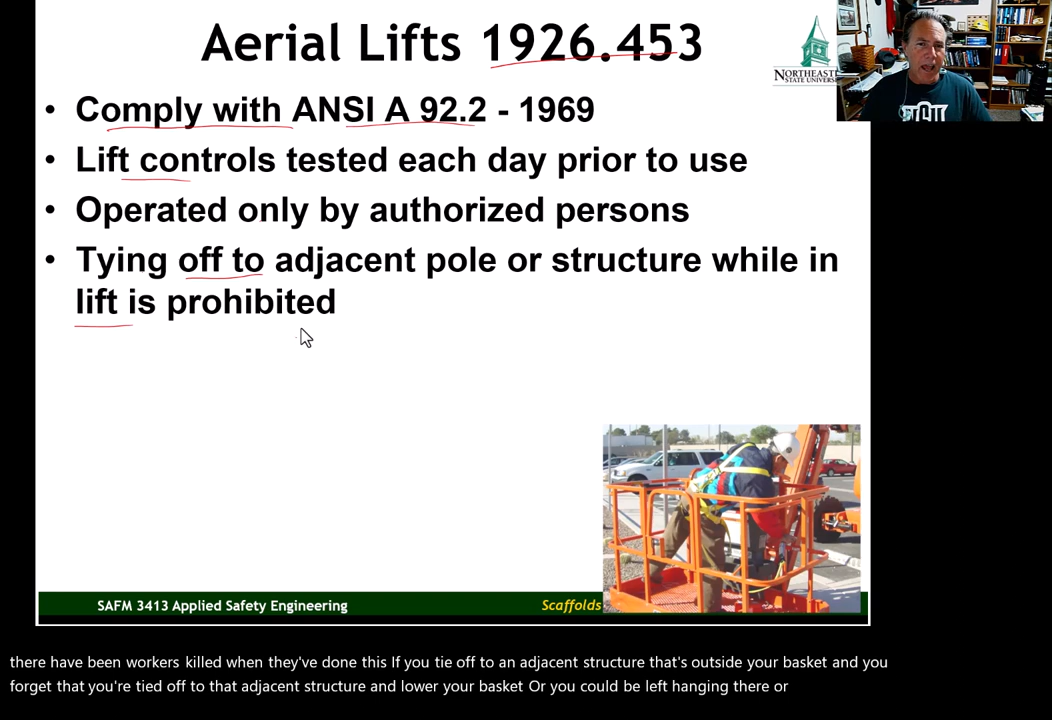 Aerial Lifts 1926.453
• Comply with ANSI A 92.2 - 1969
• Lift controls tested each day prior to use
• Operated only by authorized persons
• Tying off to adjacent pole or structure while in
lift is prohibited
SAFM 3413 Applied Safety Engineering
Scaffolds
there have been workers killed when they've done this If you tie off to an adjacent structure that's outside your basket and you
forget that you're tied off to that adjacent structure and lower your basket Or you could be left hanging there or